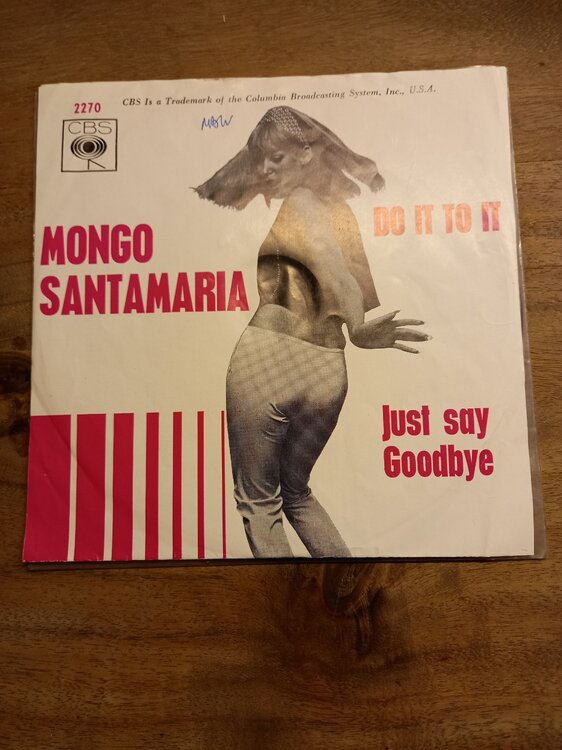 CBS Is a Trademark of the Columbia Broadcasting System, Inc., U.S.A.
2270
CBS
DO IT TO IT
MONGO
SANTAMARIA
Just say
Goodbye